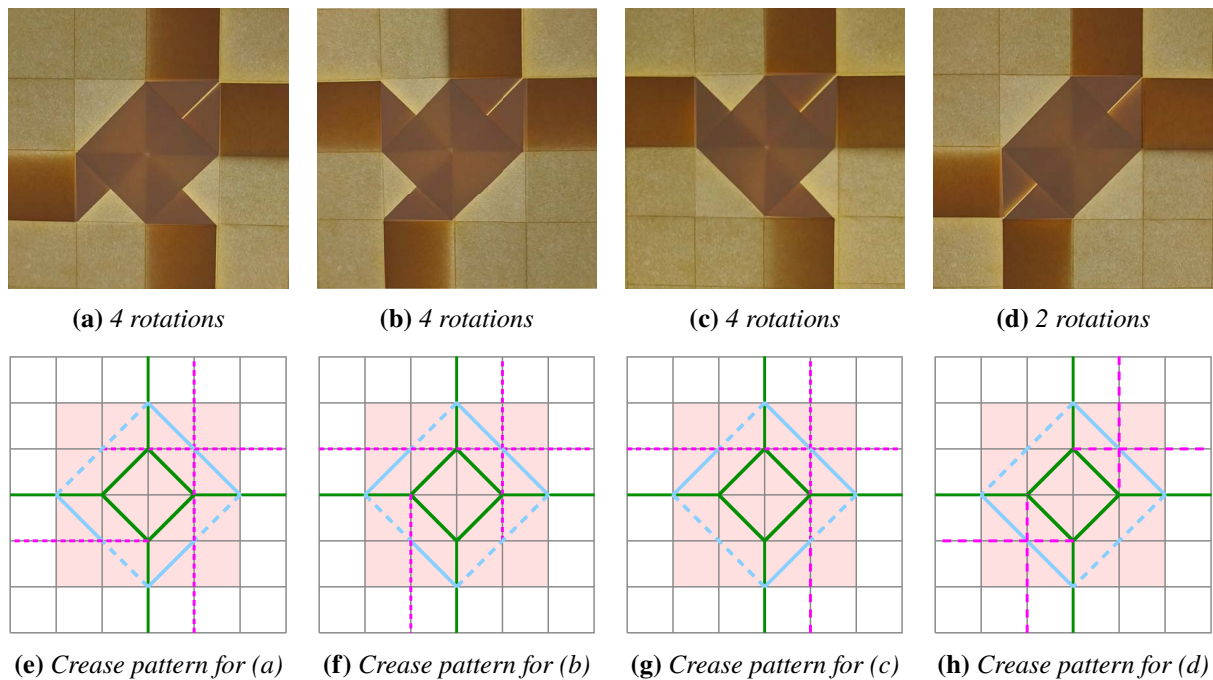 (a) 4 rotations
(b) 4 rotations
(c) 4 rotations
(d) 2 rotations
(e) Crease pattern for (a)
(f) Crease pattern for (b)
(g) Crease pattern for (c)
(h) Crease pattern for (d)